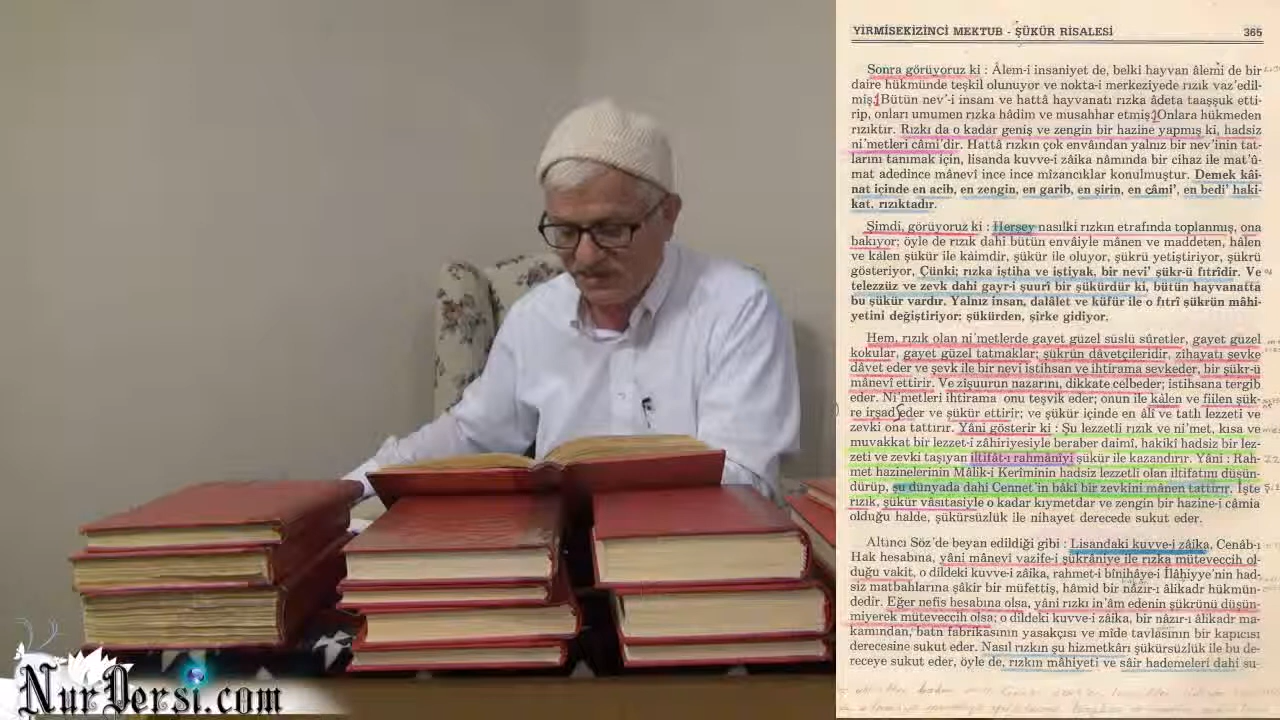 YİRMİSEKİZİNCİ MEKTUB - ŞÜKÜR RİSALESİ 365
Sonra görüyoruz ki : Âlem-i insaniyet de, belki hayvan âlemi de bir
daire hükmünde teşkil olunuyor ve nokta-i merkeziyede rızık vaz'edil-
miş. Bütün nev'-i insanı ve hattâ hayvanatı rızka âdeta taaşşuk etti-
rip, onları umumen rızka hâdim ve musahhar etmiş. Onlara hükmeden
rızıktır. Rızkı da o kadar geniş ve zengin bir hazine yapmış ki, hadsiz
ni'metleri câmi'dir. Hattâ rızkın çok envâından yalnız bir nev'inin tat-
larını tanımak için, lisanda kuvve-i zâika nâmında bir cihaz ile mat'û-
mat adedince mânevî ince ince mizancıklar konulmuştur. Demek kâi-
nat içinde en acib, en zengin, en garib, en şirin, en câmi', en bedi' haki-
kat, rızıktadır.
Şimdi, görüyoruz ki : Herşey nasılki rızkın etrafında toplanmış, ona
bakıyor; öyle de rızık dahi bütün envâiyle mânen ve maddeten, hâlen
ve kâlen şükür ile kâimdir, şükür ile oluyor, şükrü yetiştiriyor, şükrü
gösteriyor. Çünki; rızka iştiha ve iştiyak, bir nevi' şükr-ü fıtrîdir. Ve
telezzüz ve zevk dahi gayr-i şuurî bir şükürdür ki, bütün hayvanatta
bu şükür vardır. Yalnız insan, dalâlet ve küfür ile o fıtrî şükrün mâhi-
yetini değiştiriyor; şükürden, şirke gidiyor.
Hem, rızık olan ni'metlerde gayet güzel süslü sûretler, gayet güzel
kokular, gayet güzel tatmaklar; şükrün dâvetçileridir, zîhayatı şevke
dâvet eder ve şevk ile bir nevi istihsan ve ihtirama sevkeder, bir şükr-ü
mânevî ettirir. Ve zîşuurun nazarını, dikkate celbeder; istihsana tergib
eder. Ni'metleri ihtirama onu teşvik eder; onun ile kâlen ve fiilen şük-
re irşad eder ve şükür ettirir; ve şükür içinde en âlî ve tatlı lezzeti ve
zevki ona tattırır. Yâni gösterir ki : Şu lezzetli rızık ve ni'met, kısa ve
muvakkat bir lezzet-i zâhiriyesiyle beraber daimî, hakikî hadsiz bir lez-
zeti ve zevki taşıyan iltifât-ı rahmânîyi şükür ile kazandırır. Yâni : Rah-
met hazinelerinin Mâlik-i Kerîminin hadsiz lezzetli olan iltifatını düşün-
dürüp, şu dünyada dahi Cennet'in bâki bir zevkini mânen tattırır. İşte
rızık, şükür vâsıtasiyle o kadar kıymetdar ve zengin bir hazine-i câmia
olduğu halde, şükürsüzlük ile nihayet derecede sukut eder.
Altıncı Söz'de beyan edildiği gibi : Lisandaki kuvve-i zâika, Cenâb-ı
Hak hesabına, yâni mânevî vazife-i şükrâniye ile rızka müteveccih ol-
duğu vakit, o dildeki kuvve-i zâika, rahmet-i bînihâye-i İlâhiyye'nin had-
siz matbahlarına şâkir bir müfettiş, hâmid bir nâzır-ı âlikadr hükmün-
dedir. Eğer nefis hesabına olsa, yâni rızkı in'âm edenin şükrünü düşün-
miyerek müteveccih olsa; o dildeki kuvve-i zâika, bir nâzır-ı âlikadr ma-
kamından, batn fabrikasının yasakçısı ve mide tavlasının bir kapıcısı
derecesine sukut eder. Nasıl rızkın şu hizmetkârı şükürsüzlük ile bu de-
receye sukut eder, öyle de, rızkın mâhiyeti ve sâir hademeleri dahi su-
NurDersi.com